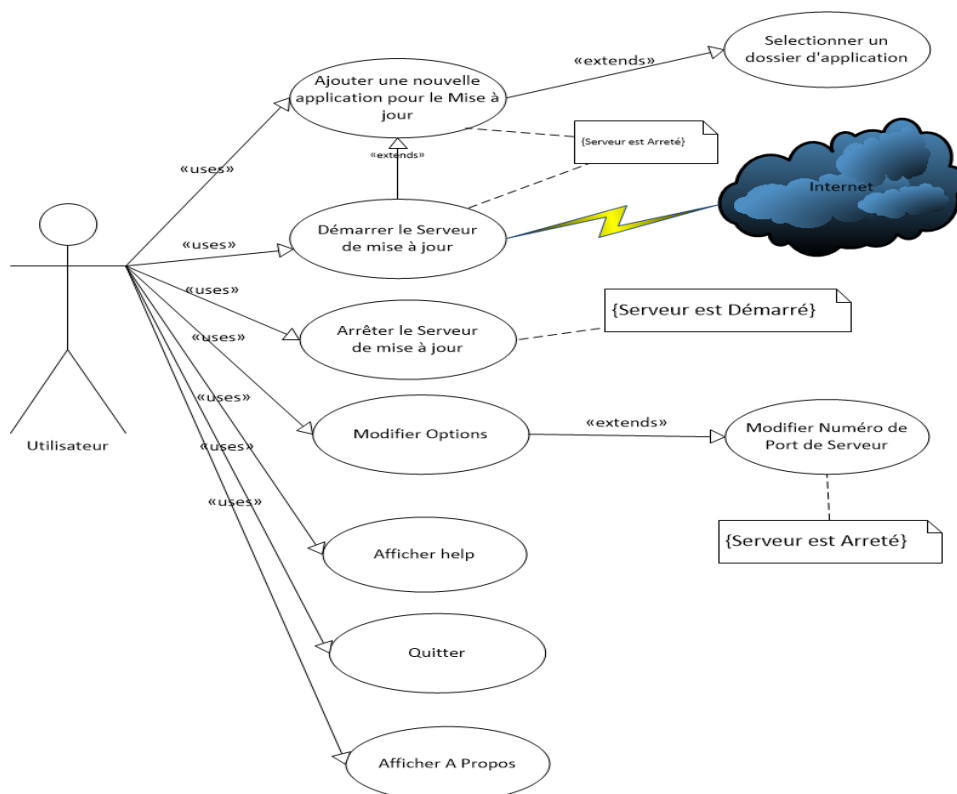 Selectionner un
dossier d'application
«extends»
Ajouter une nouvelle
application pour le Mise à
jour
{Serveur est Arreté}
«extends»
«uses»
Internet
Démarrer le Serveur
de mise à jour
«uses»
«uses»
{Serveur est Démarré}
Arrêter le Serveur
de mise à jour
«uses»
«uses»
Modifier Options
«extends»
Modifier Numéro de
Port de Serveur
Utilisateur
«uses»
«uses»
{Serveur est Arreté}
Afficher help
Quitter
Afficher A Propos